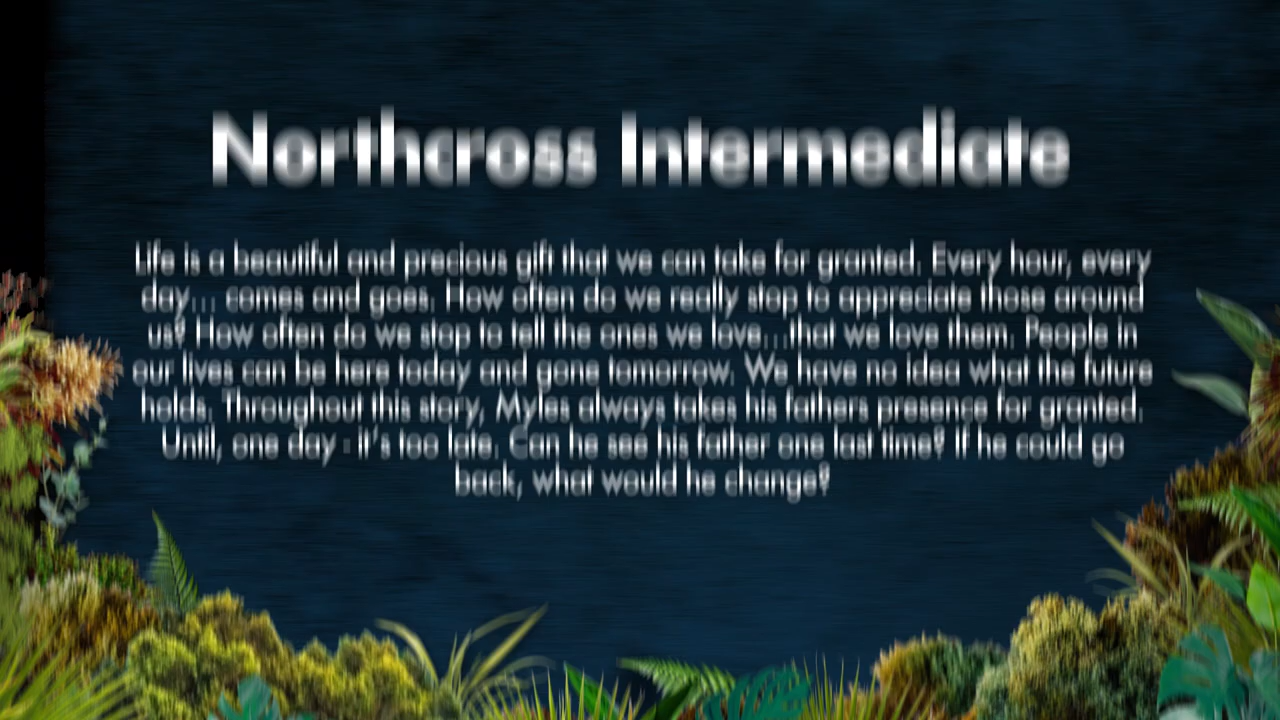 Northcross Intermediate
Life is a beautiful and precious gift that we can take for granted. Every hour, every
day... comes and goes. How often do we really stop to appreciate those around
us? How often do we stop to tell the ones we love...that we love them. People in
our lives can be here today and gone tomorrow. We have no idea what the future
holds. Throughout this story, Myles always takes his fathers presence for granted.
Until, one day - it's too late. Can he see his father one last time? If he could go
back, what would he change?